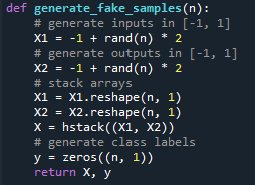 def generate_fake_samples(n):
# generate inputs in [-1, 1]
X1 = -1 + rand(n) * 2
# generate outputs in [-1, 1]
X2 = -1 + rand(n) * 2
# stack arrays
X1 = X1.reshape(n, 1)
X2 = X2.reshape(n, 1)
X = hstack((X1, X2))
# generate class labels
y = zeros((n, 1))
return X, y